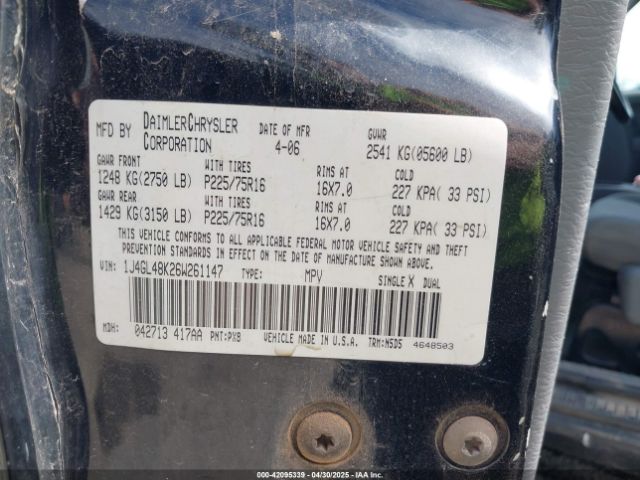 MFD BY DAIMLERCHRYSLER CORPORATION DATE OF MFR 4-06 GVWR 2541 KG(05600 LB)
GAWR FRONT WITH TIRES RIMS AT COLD
1248 KG(2750 LB) P225/75R16 16X7.0 227 KPA( 33 PSI)
GAWR REAR WITH TIRES RIMS AT COLD
1429 KG(3150 LB) P225/75R16 16X7.0 227 KPA( 33 PSI)
THIS VEHICLE CONFORMS TO ALL APPLICABLE FEDERAL MOTOR VEHICLE SAFETY AND THEFT
PREVENTION STANDARDS IN EFFECT ON THE DATE OF MANUFACTURE SHOWN ABOVE.
VIN: 1J4GL48K26W261147 TYPE: MPV SINGLE X DUAL
MDH: 042713 417AA PNT:PX8 VEHICLE MADE IN U.S.A. TRM:N5D5 4648503
000-42095339 - 04/30/2025 - IAA Inc.